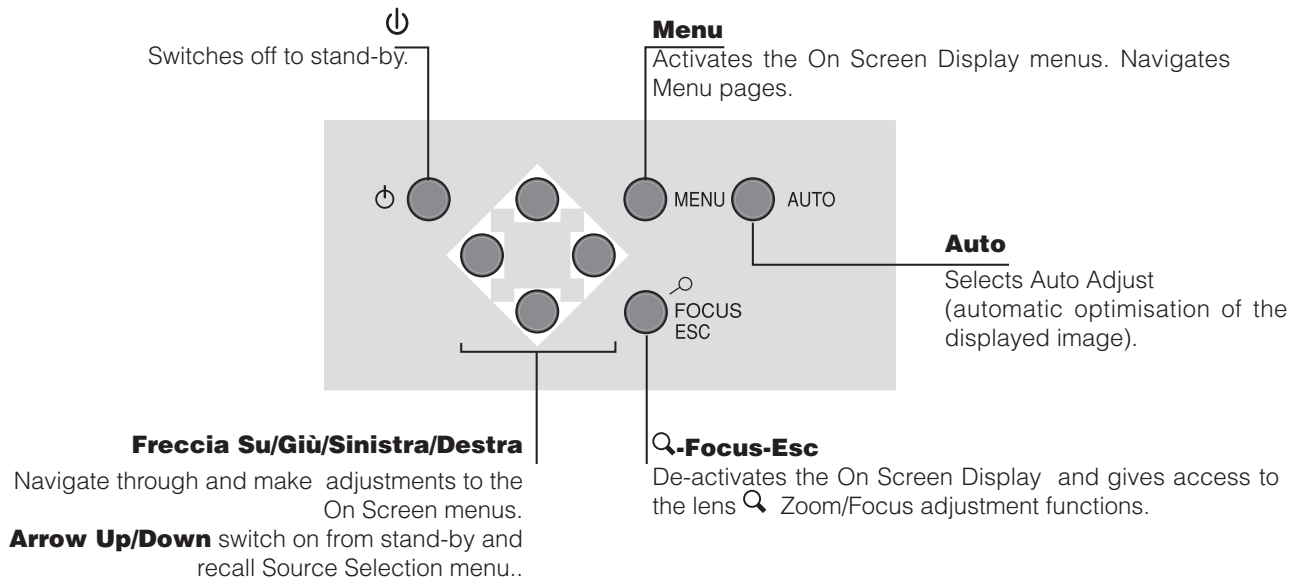 ⏻
Switches off to stand-by.
Menu
Activates the On Screen Display menus. Navigates
Menu pages.
MENU
AUTO
FOCUS
ESC
Auto
Selects Auto Adjust
(automatic optimisation of the
displayed image).
Freccia Su/Giù/Sinistra/Destra
Navigate through and make adjustments to the
On Screen menus.
Arrow Up/Down switch on from stand-by and
recall Source Selection menu..
-Focus-Esc
De-activates the On Screen Display and gives access to
the lens Zoom/Focus adjustment functions.